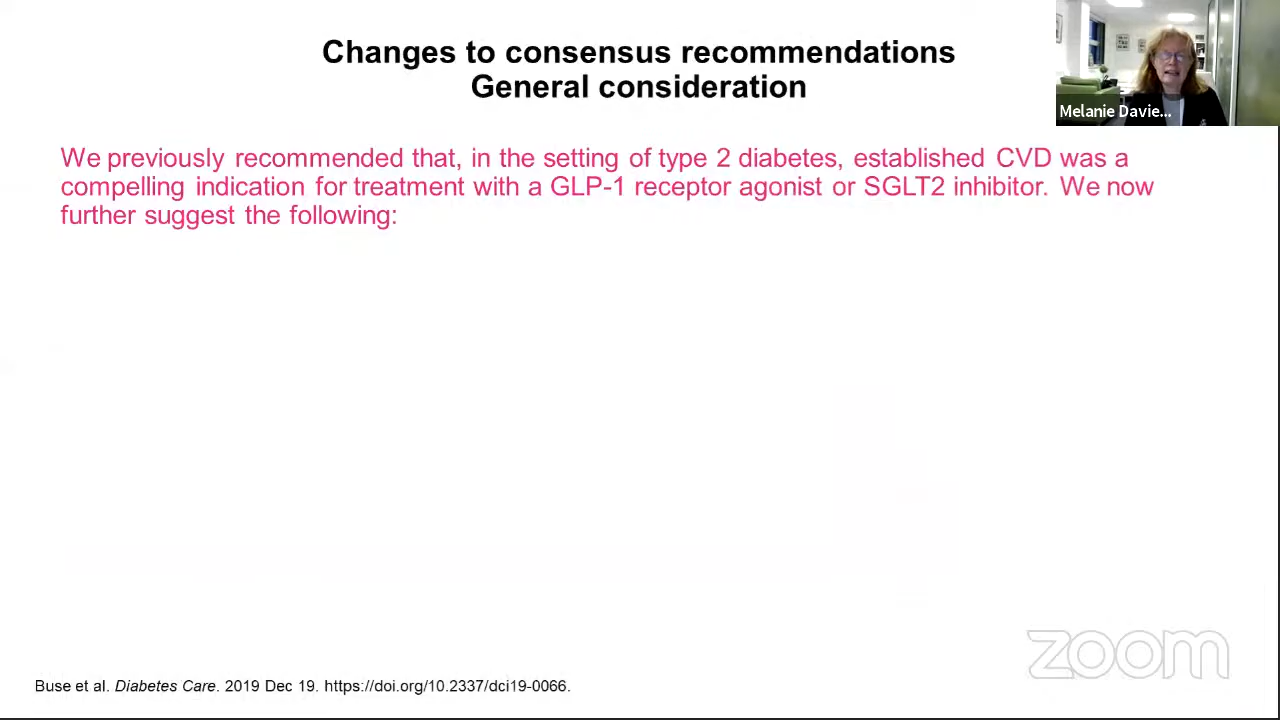 Changes to consensus recommendations
General consideration
Melanie Davie...
We previously recommended that, in the setting of type 2 diabetes, established CVD was a
compelling indication for treatment with a GLP-1 receptor agonist or SGLT2 inhibitor. We now
further suggest the following:
zoom
Buse et al. Diabetes Care. 2019 Dec 19. https://doi.org/10.2337/dci19-0066.